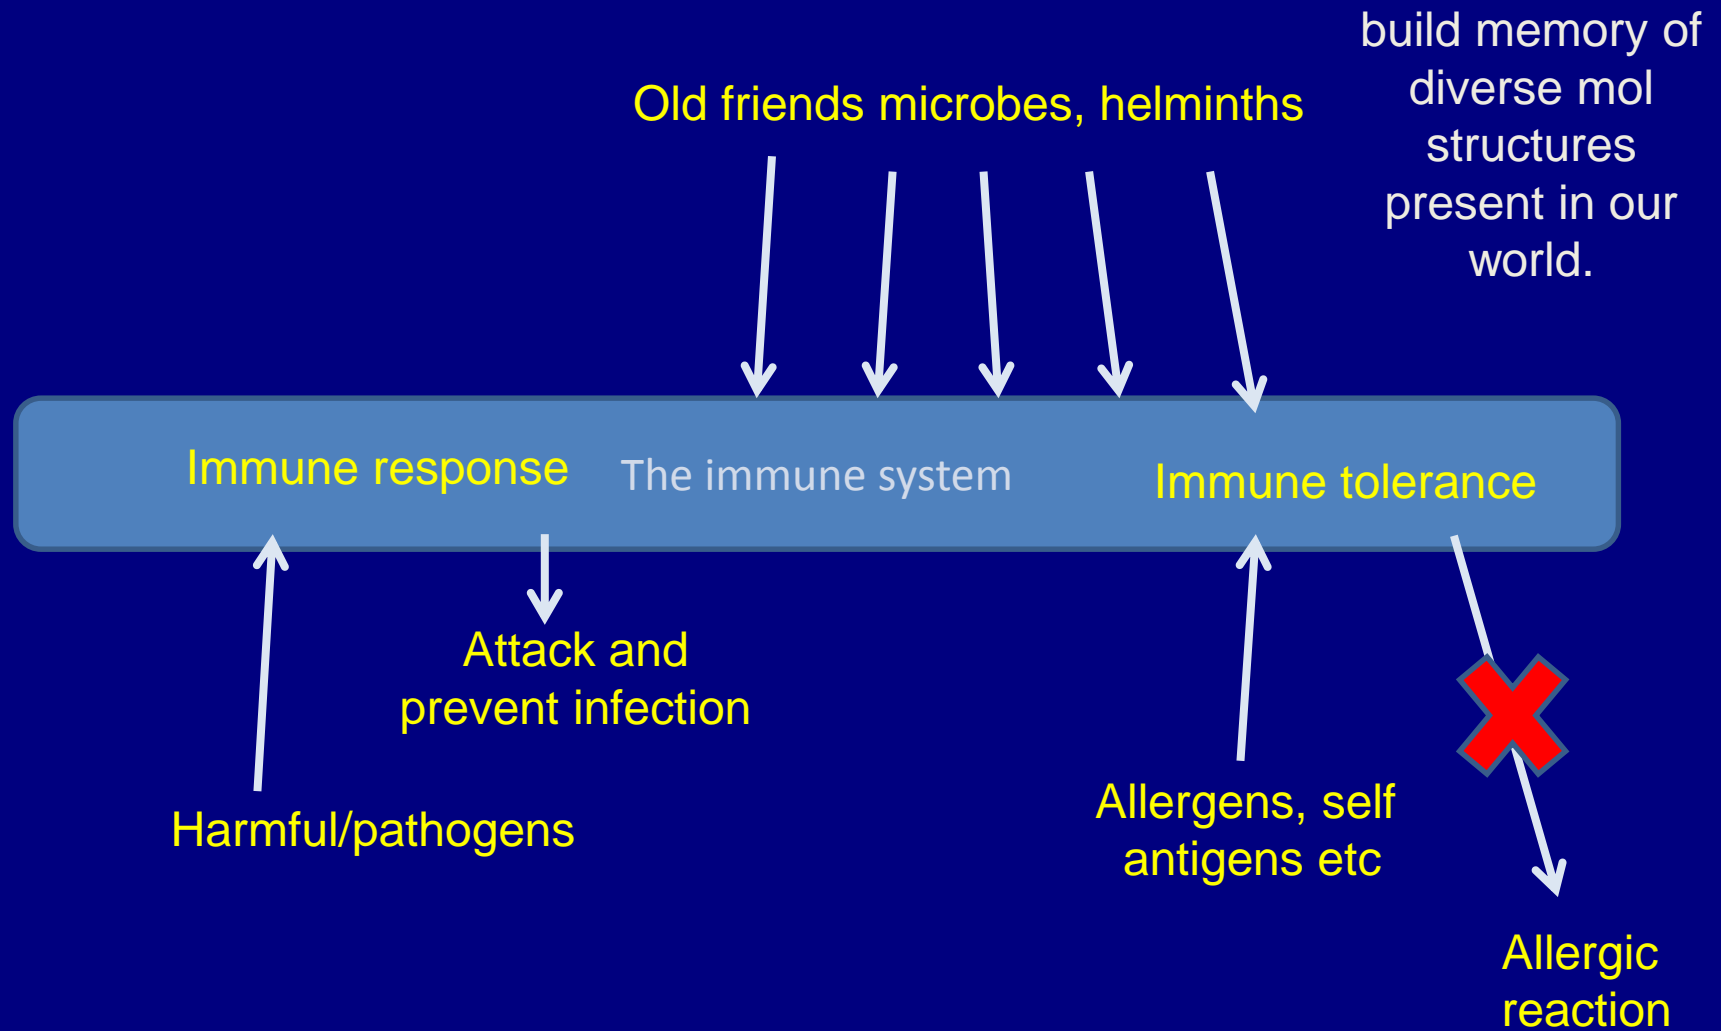 build memory of
diverse mol
structures
present in our
world.
Old friends microbes, helminths
Immune response
The immune system
Immune tolerance
Attack and
prevent infection
Harmful/pathogens
Allergens, self
antigens etc
Allergic
reaction